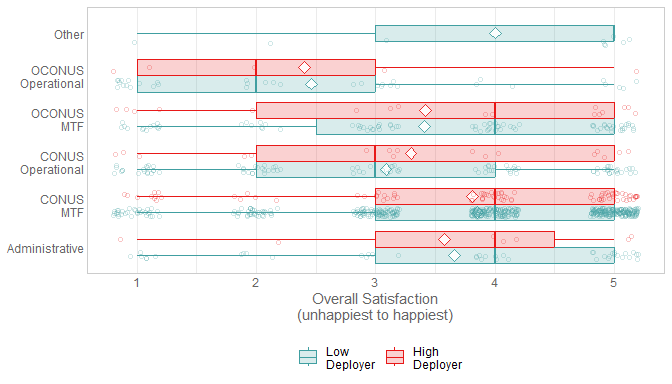 Other
OCONUS
Operational
OCONUS
MTF
CONUS
Operational
CONUS
MTF
Administrative
1 2 3 4 5
Overall Satisfaction
(unhappiest to happiest)
Low
Deployer
High
Deployer